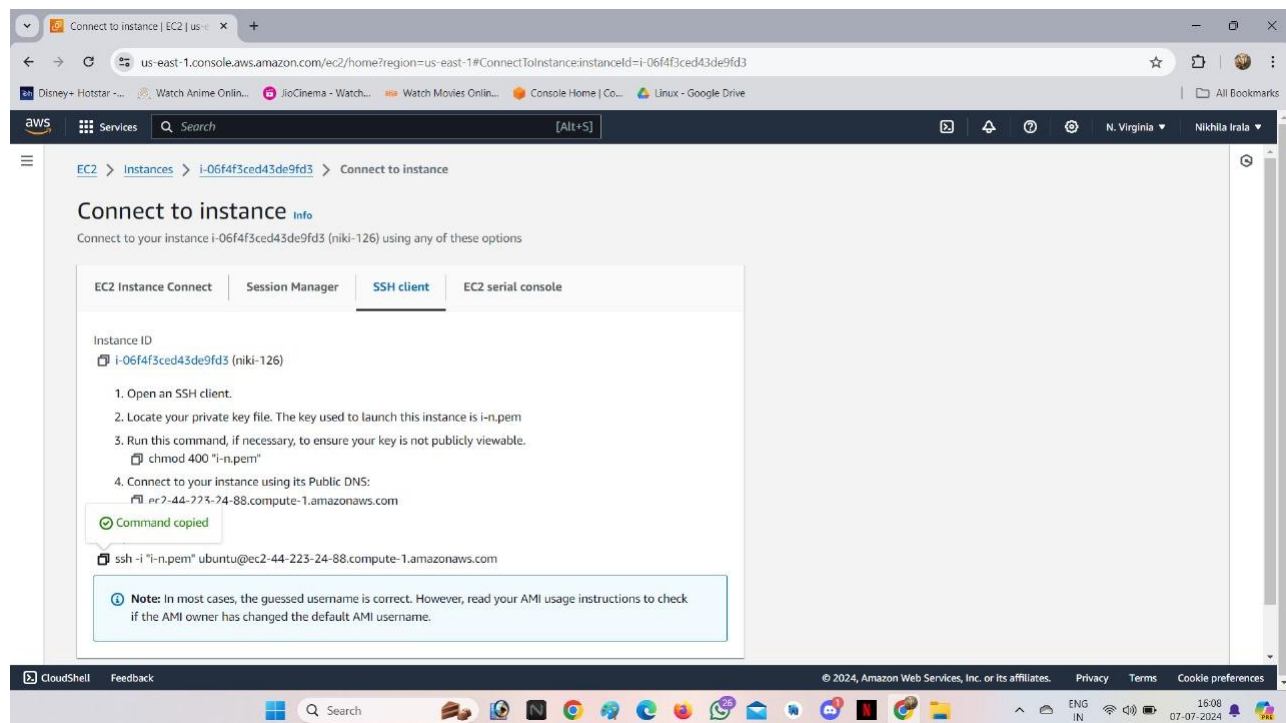 Connect to instance | EC2 | us-e
us-east-1.console.aws.amazon.com/ec2/home?region=us-east-1#ConnectToInstance:instanceId=i-06f4f3ced43de9fd3
Disney+ Hotstar -... Watch Anime Onlin... JioCinema - Watch... Watch Movies Onlin... Console Home | Co... Linux - Google Drive All Bookmarks
aws Services Search [Alt+S] N. Virginia Nikhila Irala
EC2 > Instances > i-06f4f3ced43de9fd3 > Connect to instance
Connect to instance Info
Connect to your instance i-06f4f3ced43de9fd3 (niki-126) using any of these options
EC2 Instance Connect Session Manager SSH client EC2 serial console
Instance ID
i-06f4f3ced43de9fd3 (niki-126)
1. Open an SSH client.
2. Locate your private key file. The key used to launch this instance is i-n.pem
3. Run this command, if necessary, to ensure your key is not publicly viewable.
chmod 400 "i-n.pem"
4. Connect to your instance using its Public DNS:
ec2-44-223-24-88.compute-1.amazonaws.com
Command copied
ssh -i "i-n.pem" ubuntu@ec2-44-223-24-88.compute-1.amazonaws.com
Note: In most cases, the guessed username is correct. However, read your AMI usage instructions to check
if the AMI owner has changed the default AMI username.
CloudShell Feedback © 2024, Amazon Web Services, Inc. or its affiliates. Privacy Terms Cookie preferences
Search 26 ENG 16:08
IN 07-07-2024